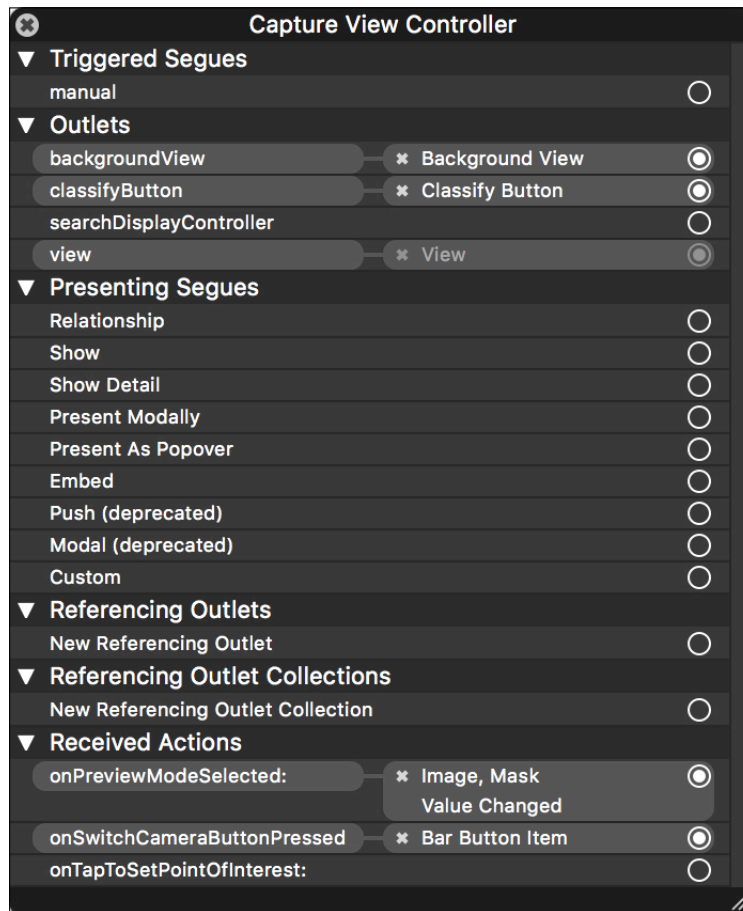 Capture View Controller
Triggered Segues
manual
Outlets
backgroundView Background View
classifyButton Classify Button
searchDisplayController
view View
Presenting Segues
Relationship
Show
Show Detail
Present Modally
Present As Popover
Embed
Push (deprecated)
Modal (deprecated)
Custom
Referencing Outlets
New Referencing Outlet
Referencing Outlet Collections
New Referencing Outlet Collection
Received Actions
onPreviewModeSelected: Image, Mask
Value Changed
onSwitchCameraButtonPressed Bar Button Item
onTapToSetPointOfInterest: